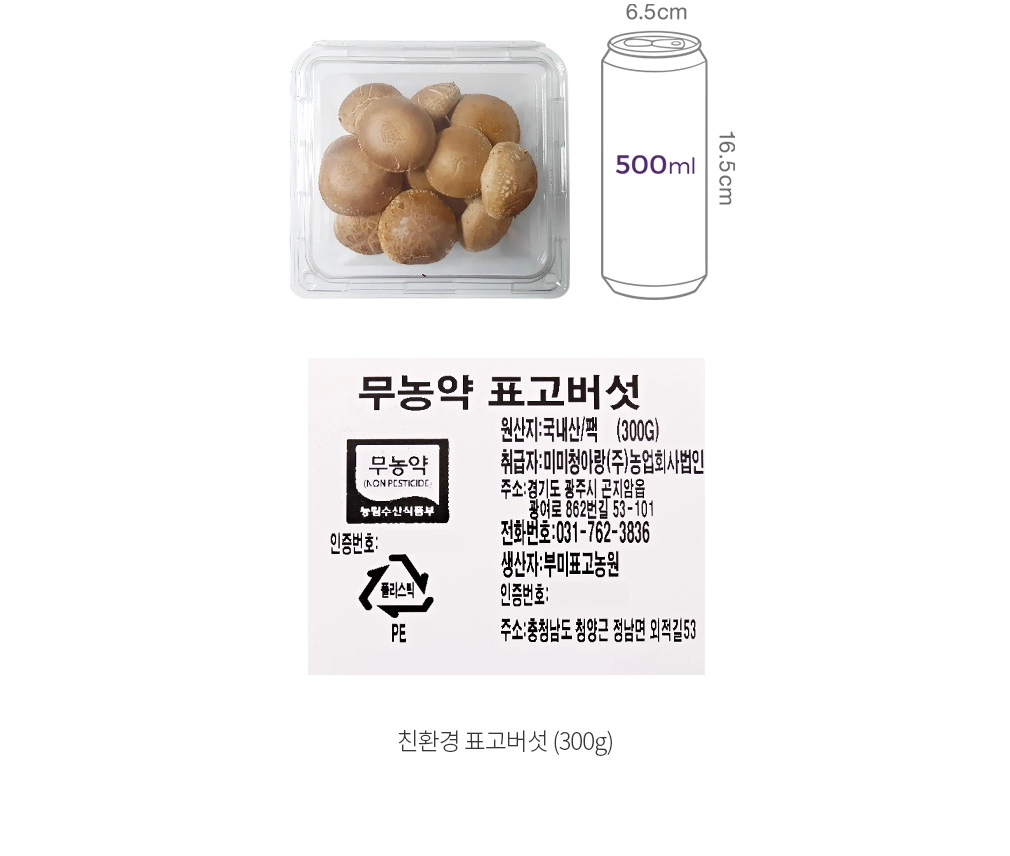 6.5cm
500ml
16.5cm
무농약 표고버섯
원산지:국내산/팩 (300G)
취급자:미미청아랑(주)농업회사법인
주소:경기도 광주시 곤지암읍
광여로 862번길 53-101
전화번호:031-762-3836
생산자:부미표고농원
인증번호:
주소:충청남도 청양근 정남면 외적길53
무농약
(NON PESTICIDE)
농림수산식품부
인증번호:
플라스틱
PE
친환경 표고버섯 (300g)